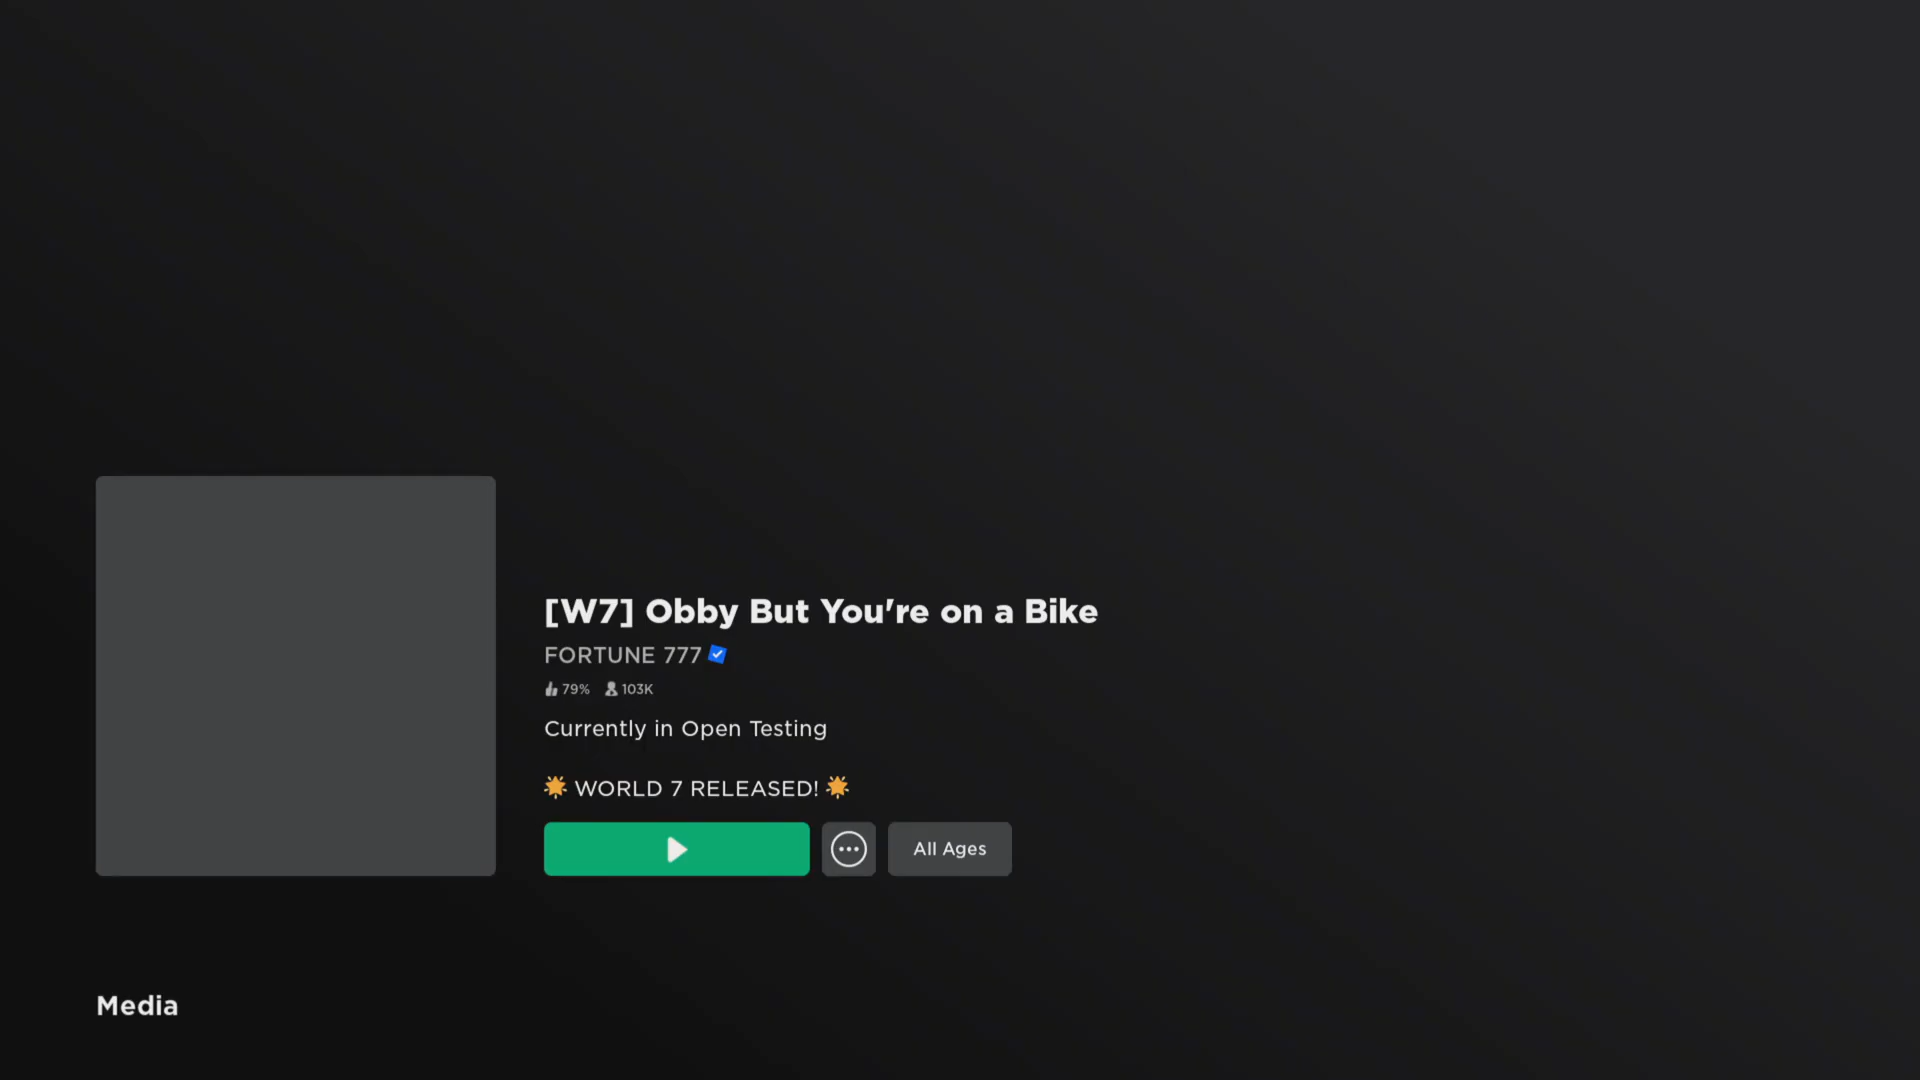 [W7] Obby But You're on a Bike
FORTUNE 777
79% 103K
Currently in Open Testing
🌟 WORLD 7 RELEASED! 🌟
All Ages
Media